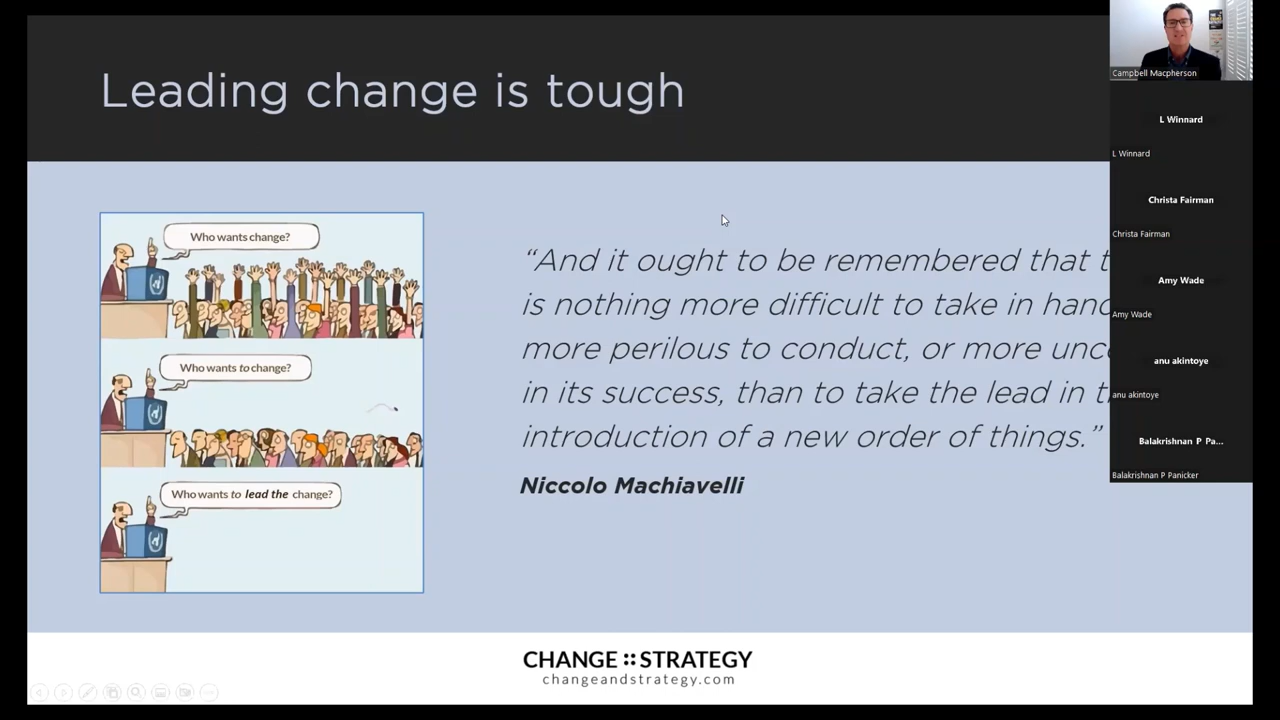 Leading change is tough
Who wants change?
Who wants to change?
Who wants to lead the change?
“And it ought to be remembered that t
is nothing more difficult to take in hand
more perilous to conduct, or more unc
in its success, than to take the lead in t
introduction of a new order of things.”
Niccolo Machiavelli
CHANGE::STRATEGY
changeandstrategy.com
Campbell Macpherson
L Winnard
L Winnard
Christa Fairman
Christa Fairman
Amy Wade
Amy Wade
anu akintoye
anu akintoye
Balakrishnan P Pa...
Balakrishnan P Panicker